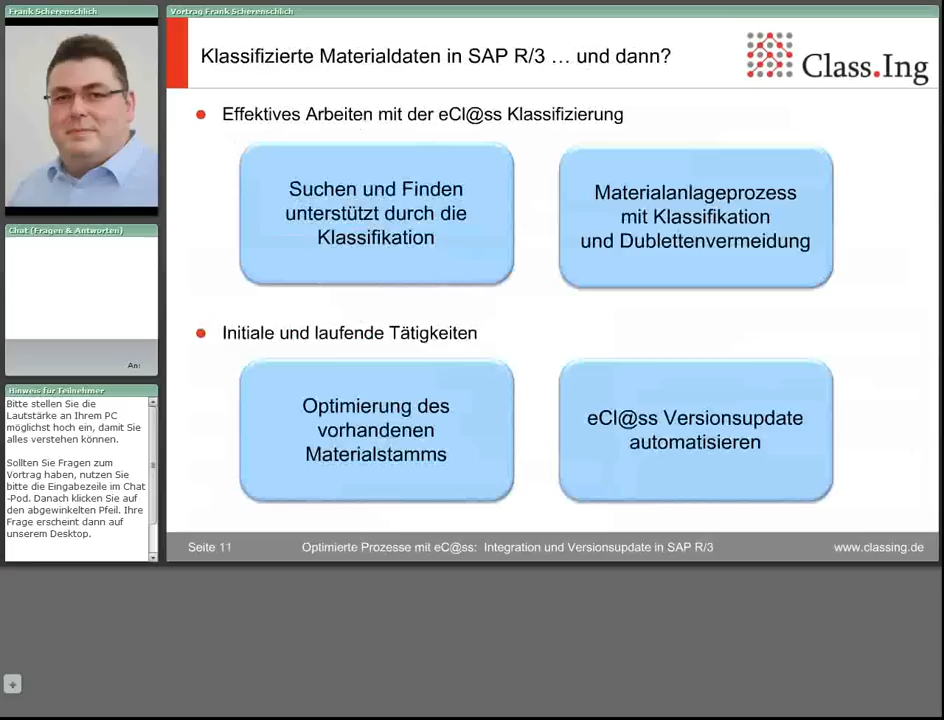 Frank Scherenschlich
Vortrag Frank Scherenschlich
Klassifizierte Materialdaten in SAP R/3 … und dann?
Class.Ing
Effektives Arbeiten mit der eCl@ss Klassifizierung
Suchen und Finden
unterstützt durch die
Klassifikation
Materialanlageprozess
mit Klassifikation
und Dublettenvermeidung
Initiale und laufende Tätigkeiten
Optimierung des
vorhandenen
Materialstamms
eCl@ss Versionsupdate
automatisieren
Seite 11
Optimierte Prozesse mit eC@ss: Integration und Versionsupdate in SAP R/3
www.classing.de
Chat (Fragen & Antworten)
An:
Hinweis für Teilnehmer
Bitte stellen Sie die
Lautstärke an Ihrem PC
möglichst hoch ein, damit Sie
alles verstehen können.
Sollten Sie Fragen zum
Vortrag haben, nutzen Sie
bitte die Eingabezeile im Chat
-Pod. Danach klicken Sie auf
den abgewinkelten Pfeil. Ihre
Frage erscheint dann auf
unserem Desktop.